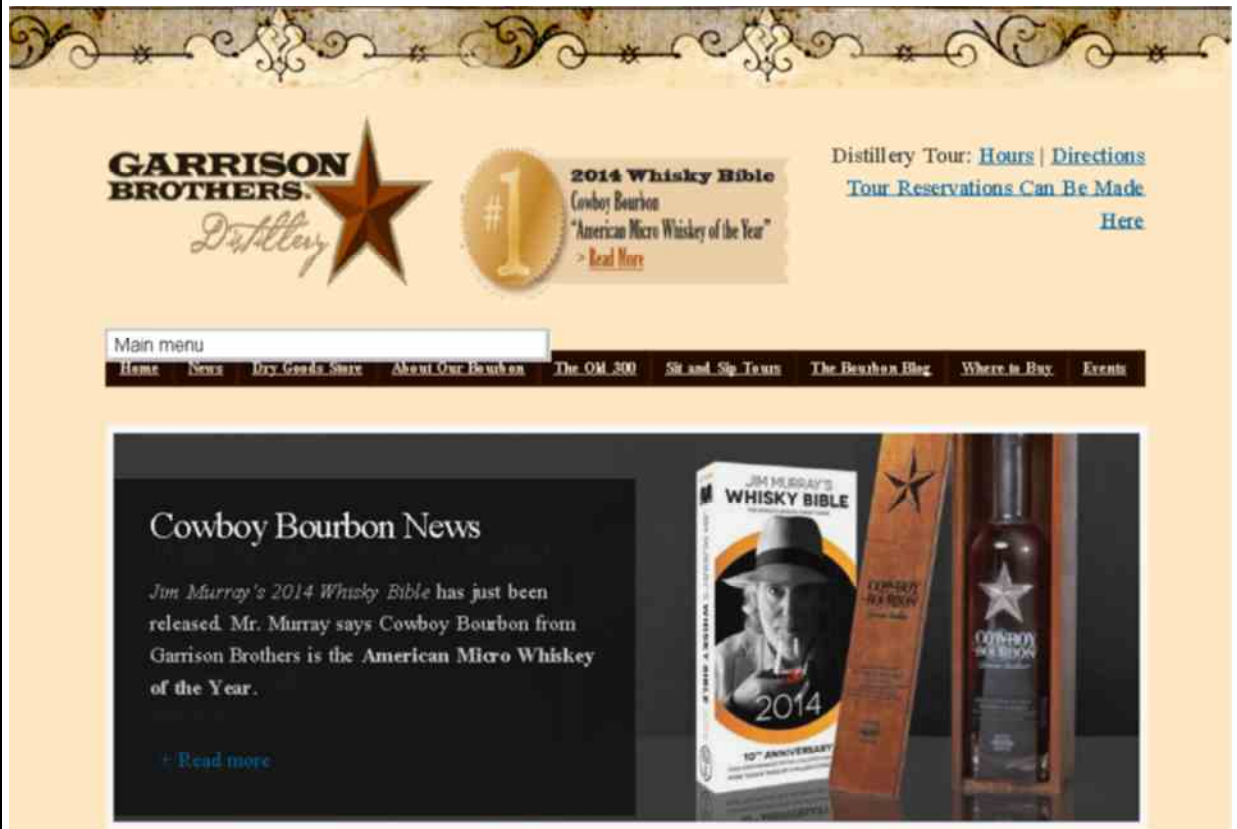 GARRISON
BROTHERS
Distillery
#1
2014 Whisky Bible
Cowboy Bourbon
"American Micro Whiskey of the Year"
> Read More
Distillery Tour: Hours | Directions
Tour Reservations Can Be Made
Here
Main menu
Home News Dry Goods Store About Our Bourbon The Old 300 Sit and Sip Tours The Bourbon Blog Where to Buy Events
Cowboy Bourbon News
Jim Murray's 2014 Whisky Bible has just been
released. Mr. Murray says Cowboy Bourbon from
Garrison Brothers is the American Micro Whiskey
of the Year.
+ Read more
JIM MURRAY'S
WHISKY BIBLE
2014
10TH ANNIVERSARY
JIM MURRAY'S WHISKY BIBLE
COWBOY
BOURBON
COWBOY
BOURBON